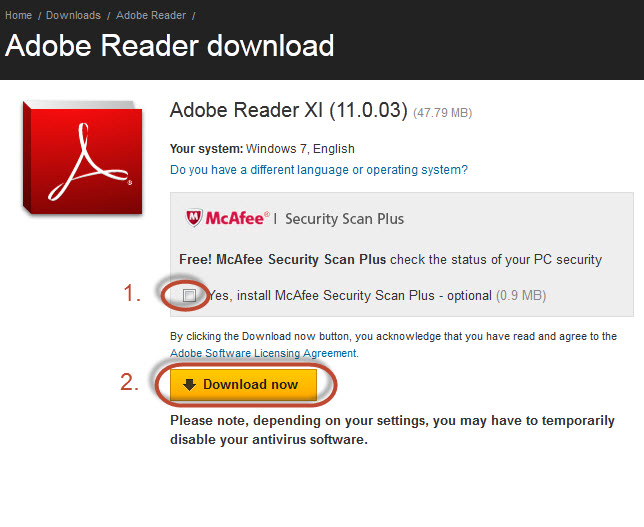 Home / Downloads / Adobe Reader /
Adobe Reader download
Adobe Reader XI (11.0.03) (47.79 MB)
Your system: Windows 7, English
Do you have a different language or operating system?
McAfee® | Security Scan Plus
Free! McAfee Security Scan Plus check the status of your PC security
1.
Yes, install McAfee Security Scan Plus - optional (0.9 MB)
By clicking the Download now button, you acknowledge that you have read and agree to the
Adobe Software Licensing Agreement.
2.
Download now
Please note, depending on your settings, you may have to temporarily
disable your antivirus software.